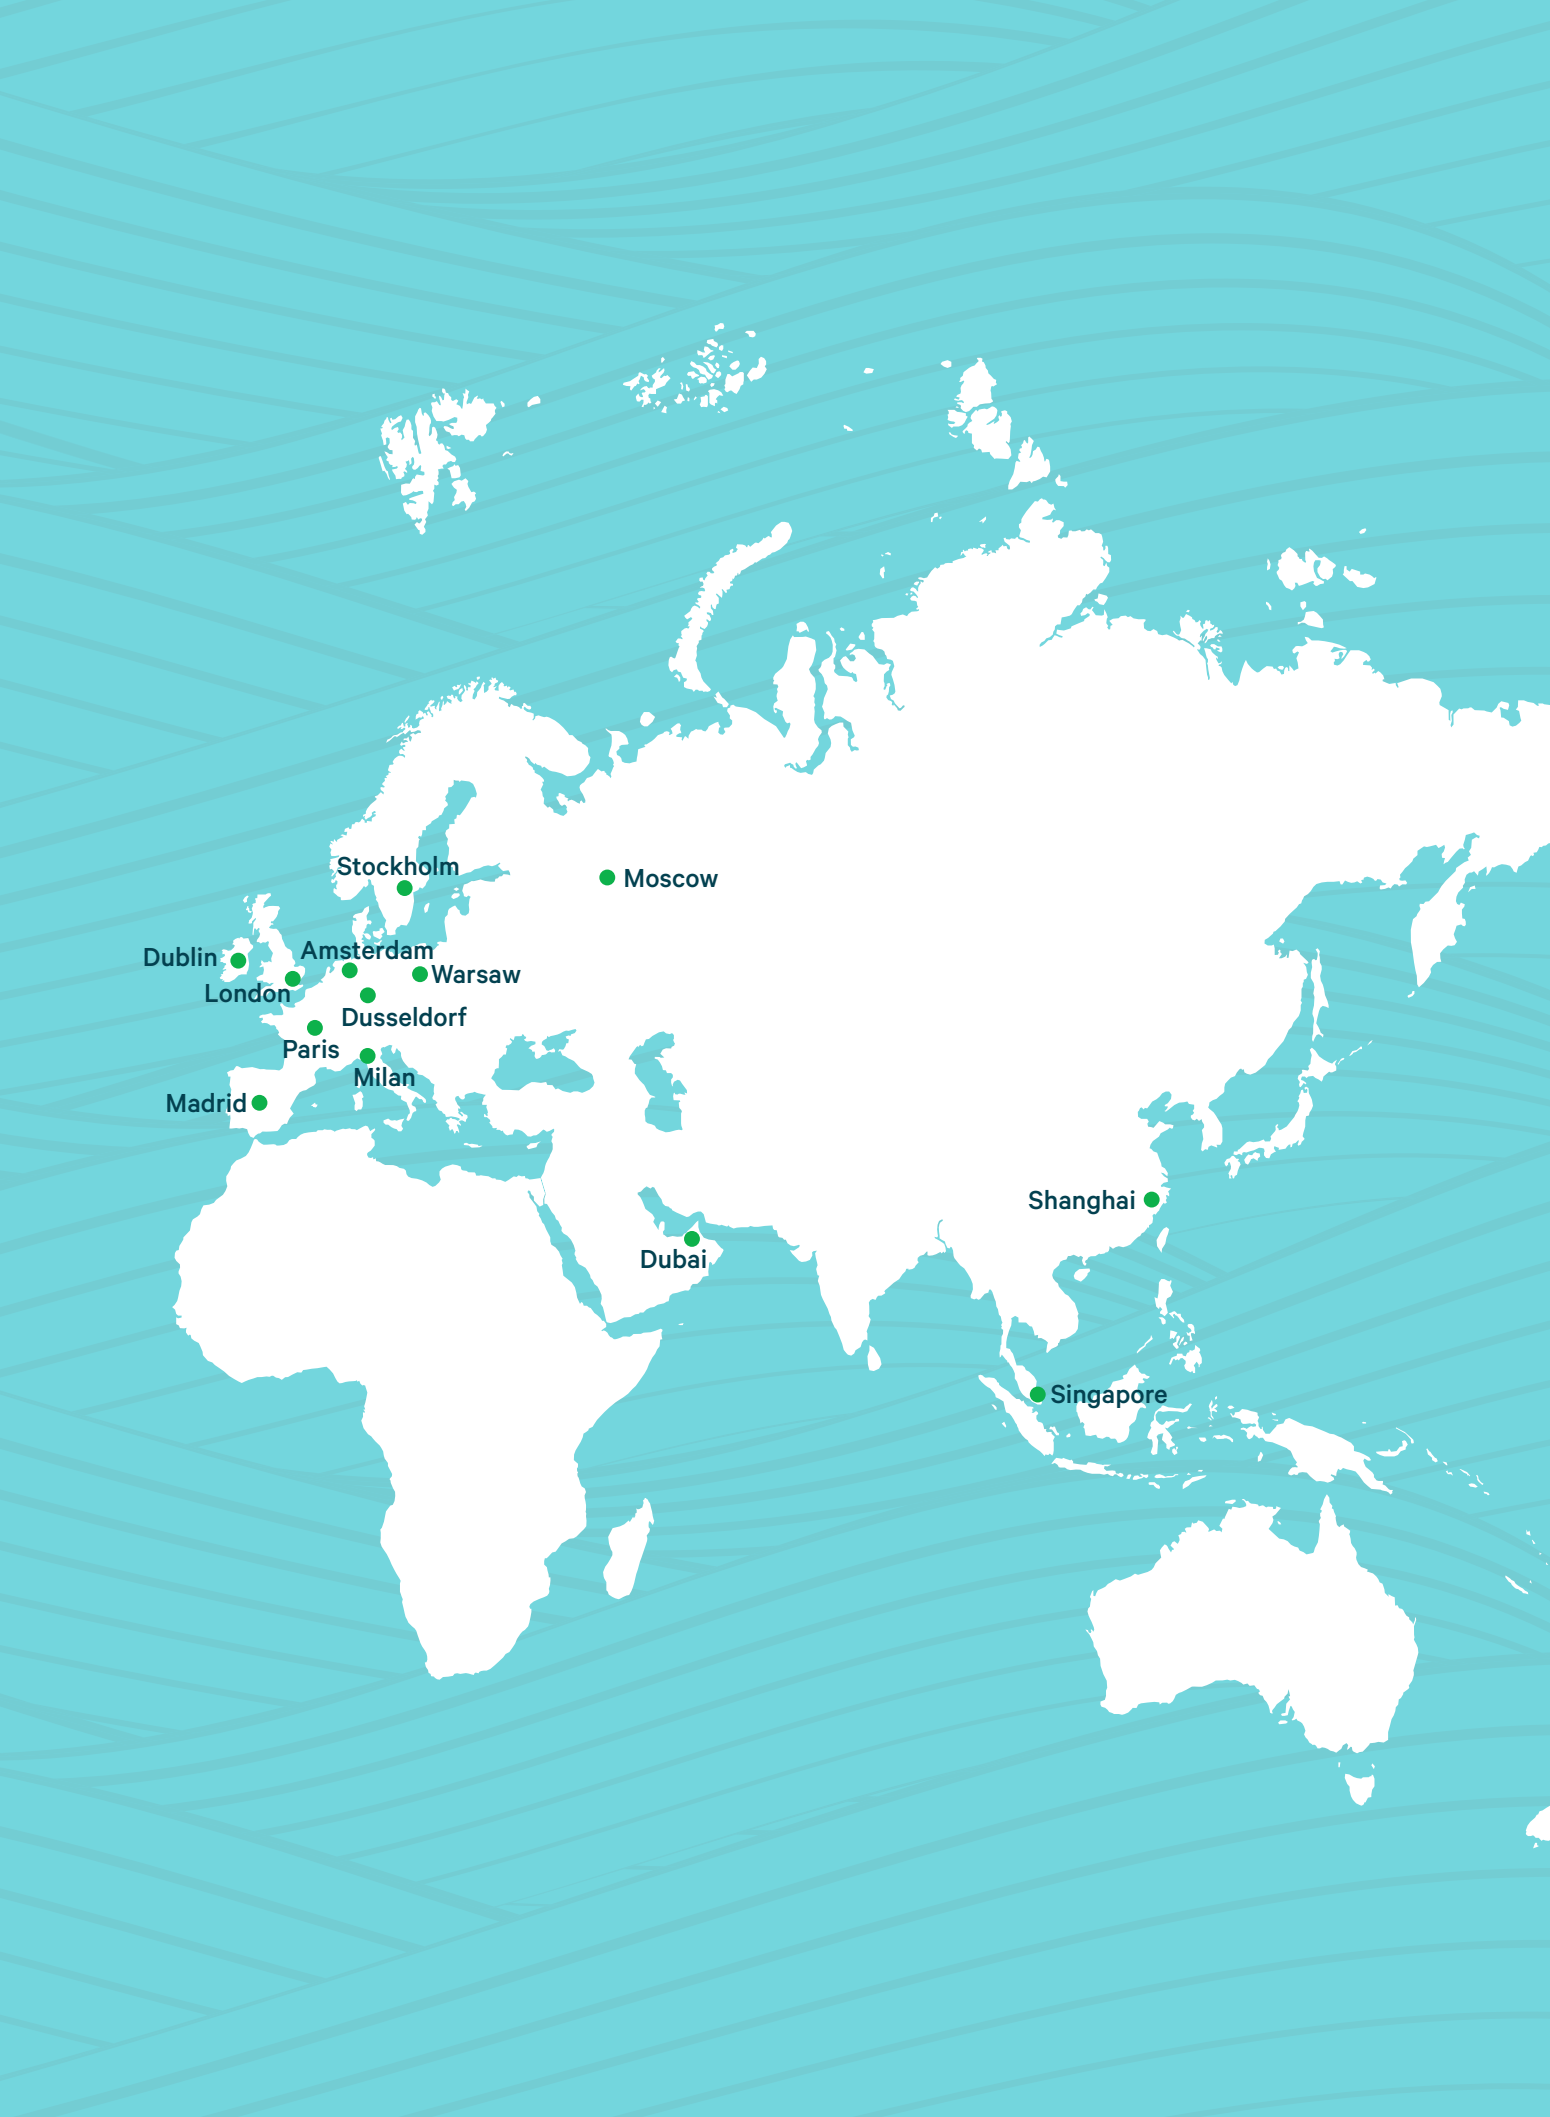 Stockholm
Moscow
Dublin
Amsterdam
Warsaw
London
Dusseldorf
Paris
Milan
Madrid
Shanghai
Dubai
Singapore